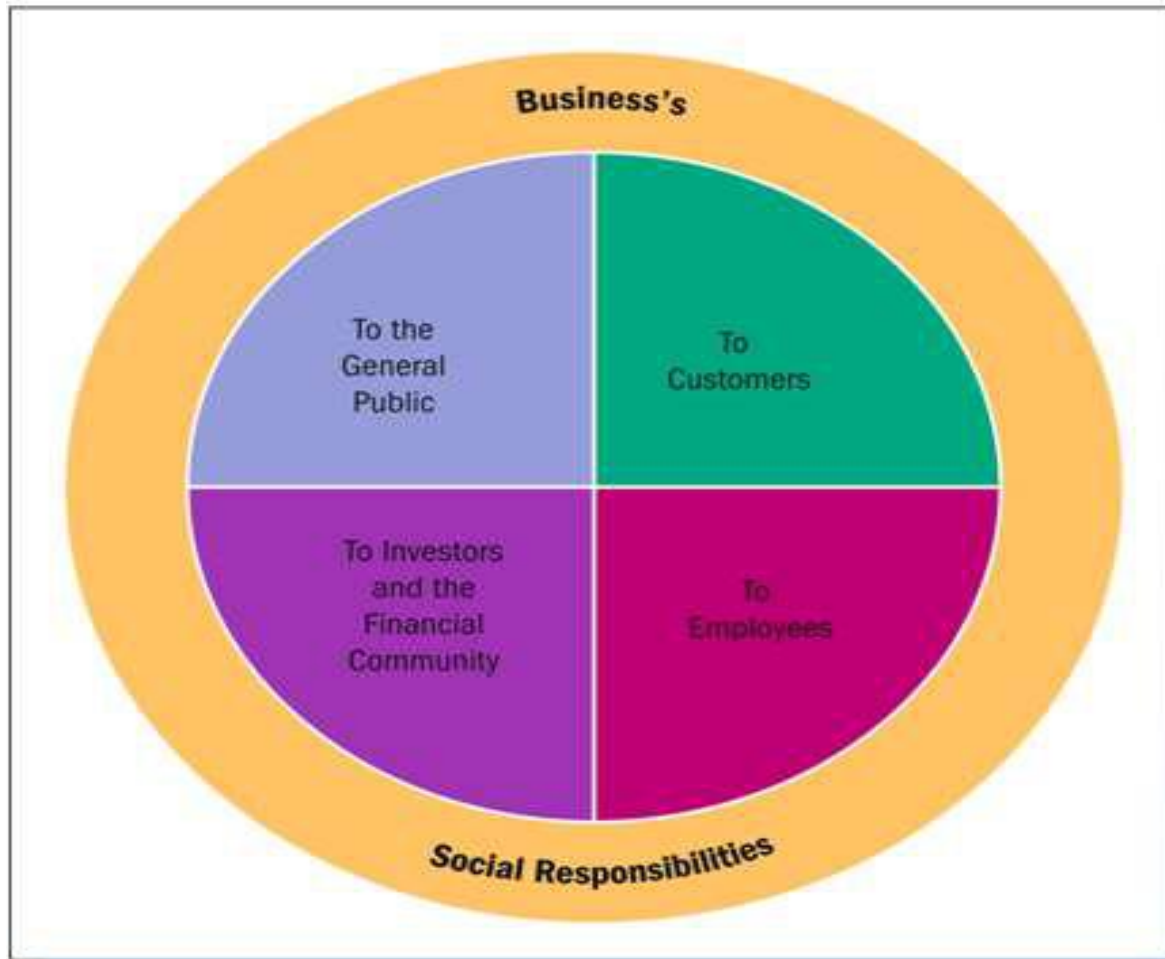 Business's
To the
General
Public
To
Customers
To Investors
and the
Financial
Community
To
Employees
Social Responsibilities